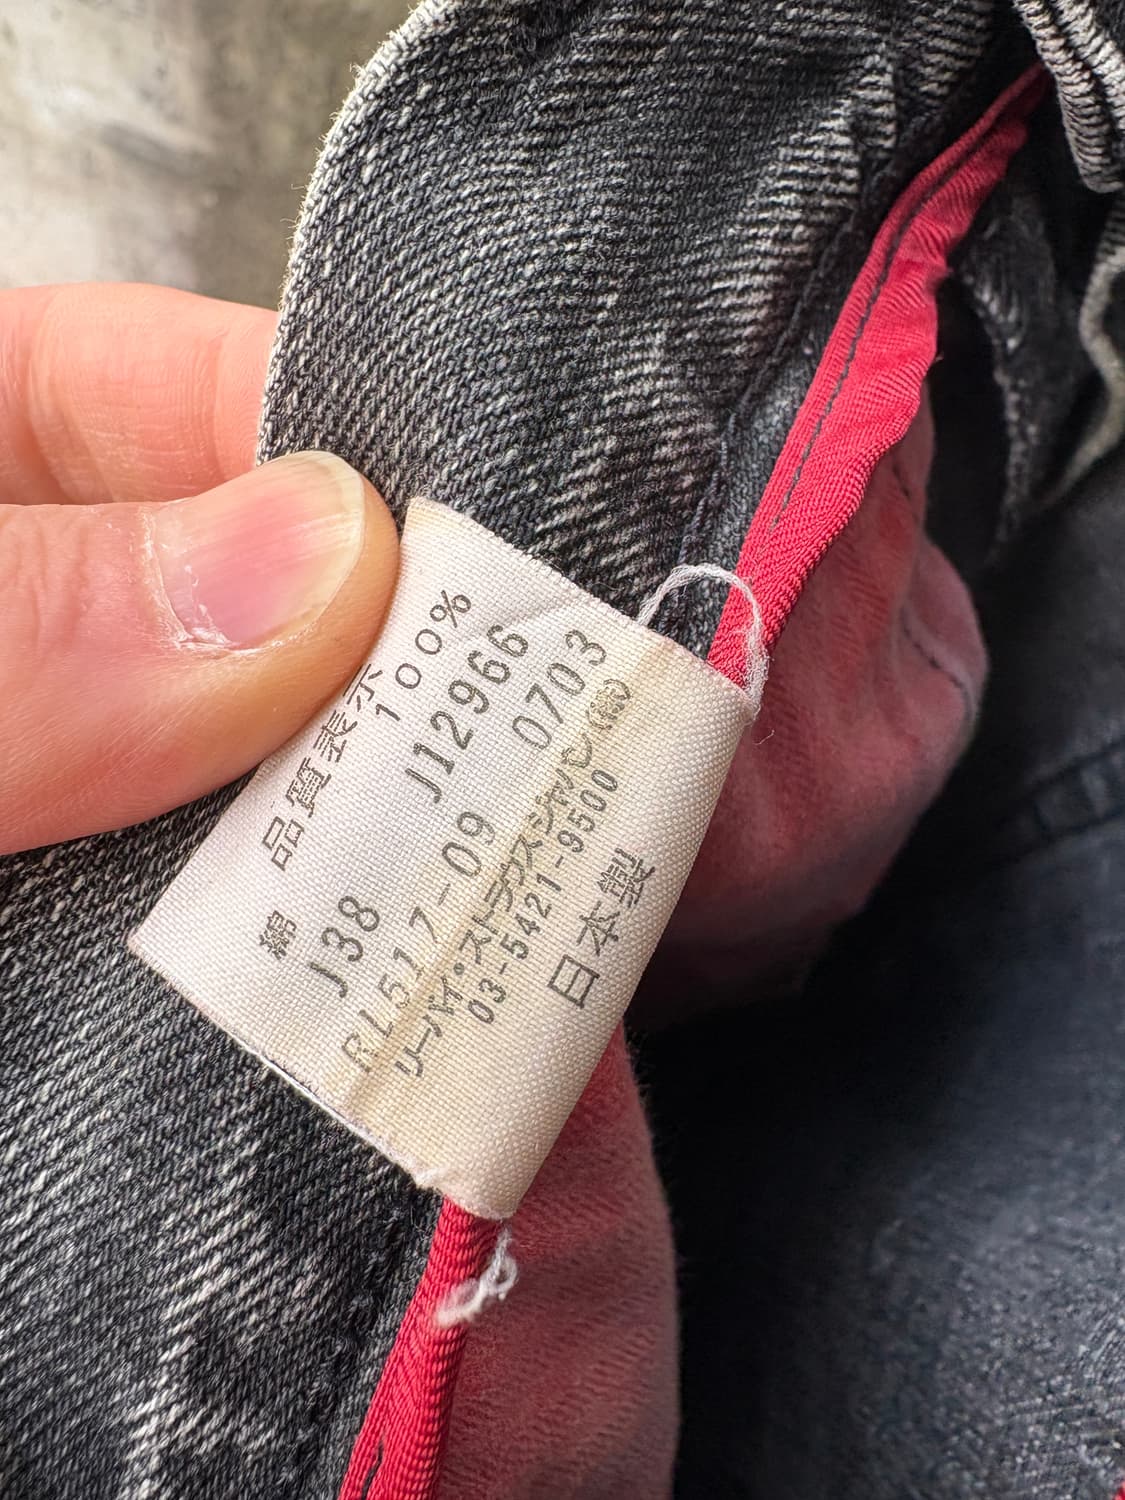 品質表示
綿 100%
J38 J12966
RL517-09 0703
リーバイ・ストラウスジャパン(株)
03-5421-9500
日本製